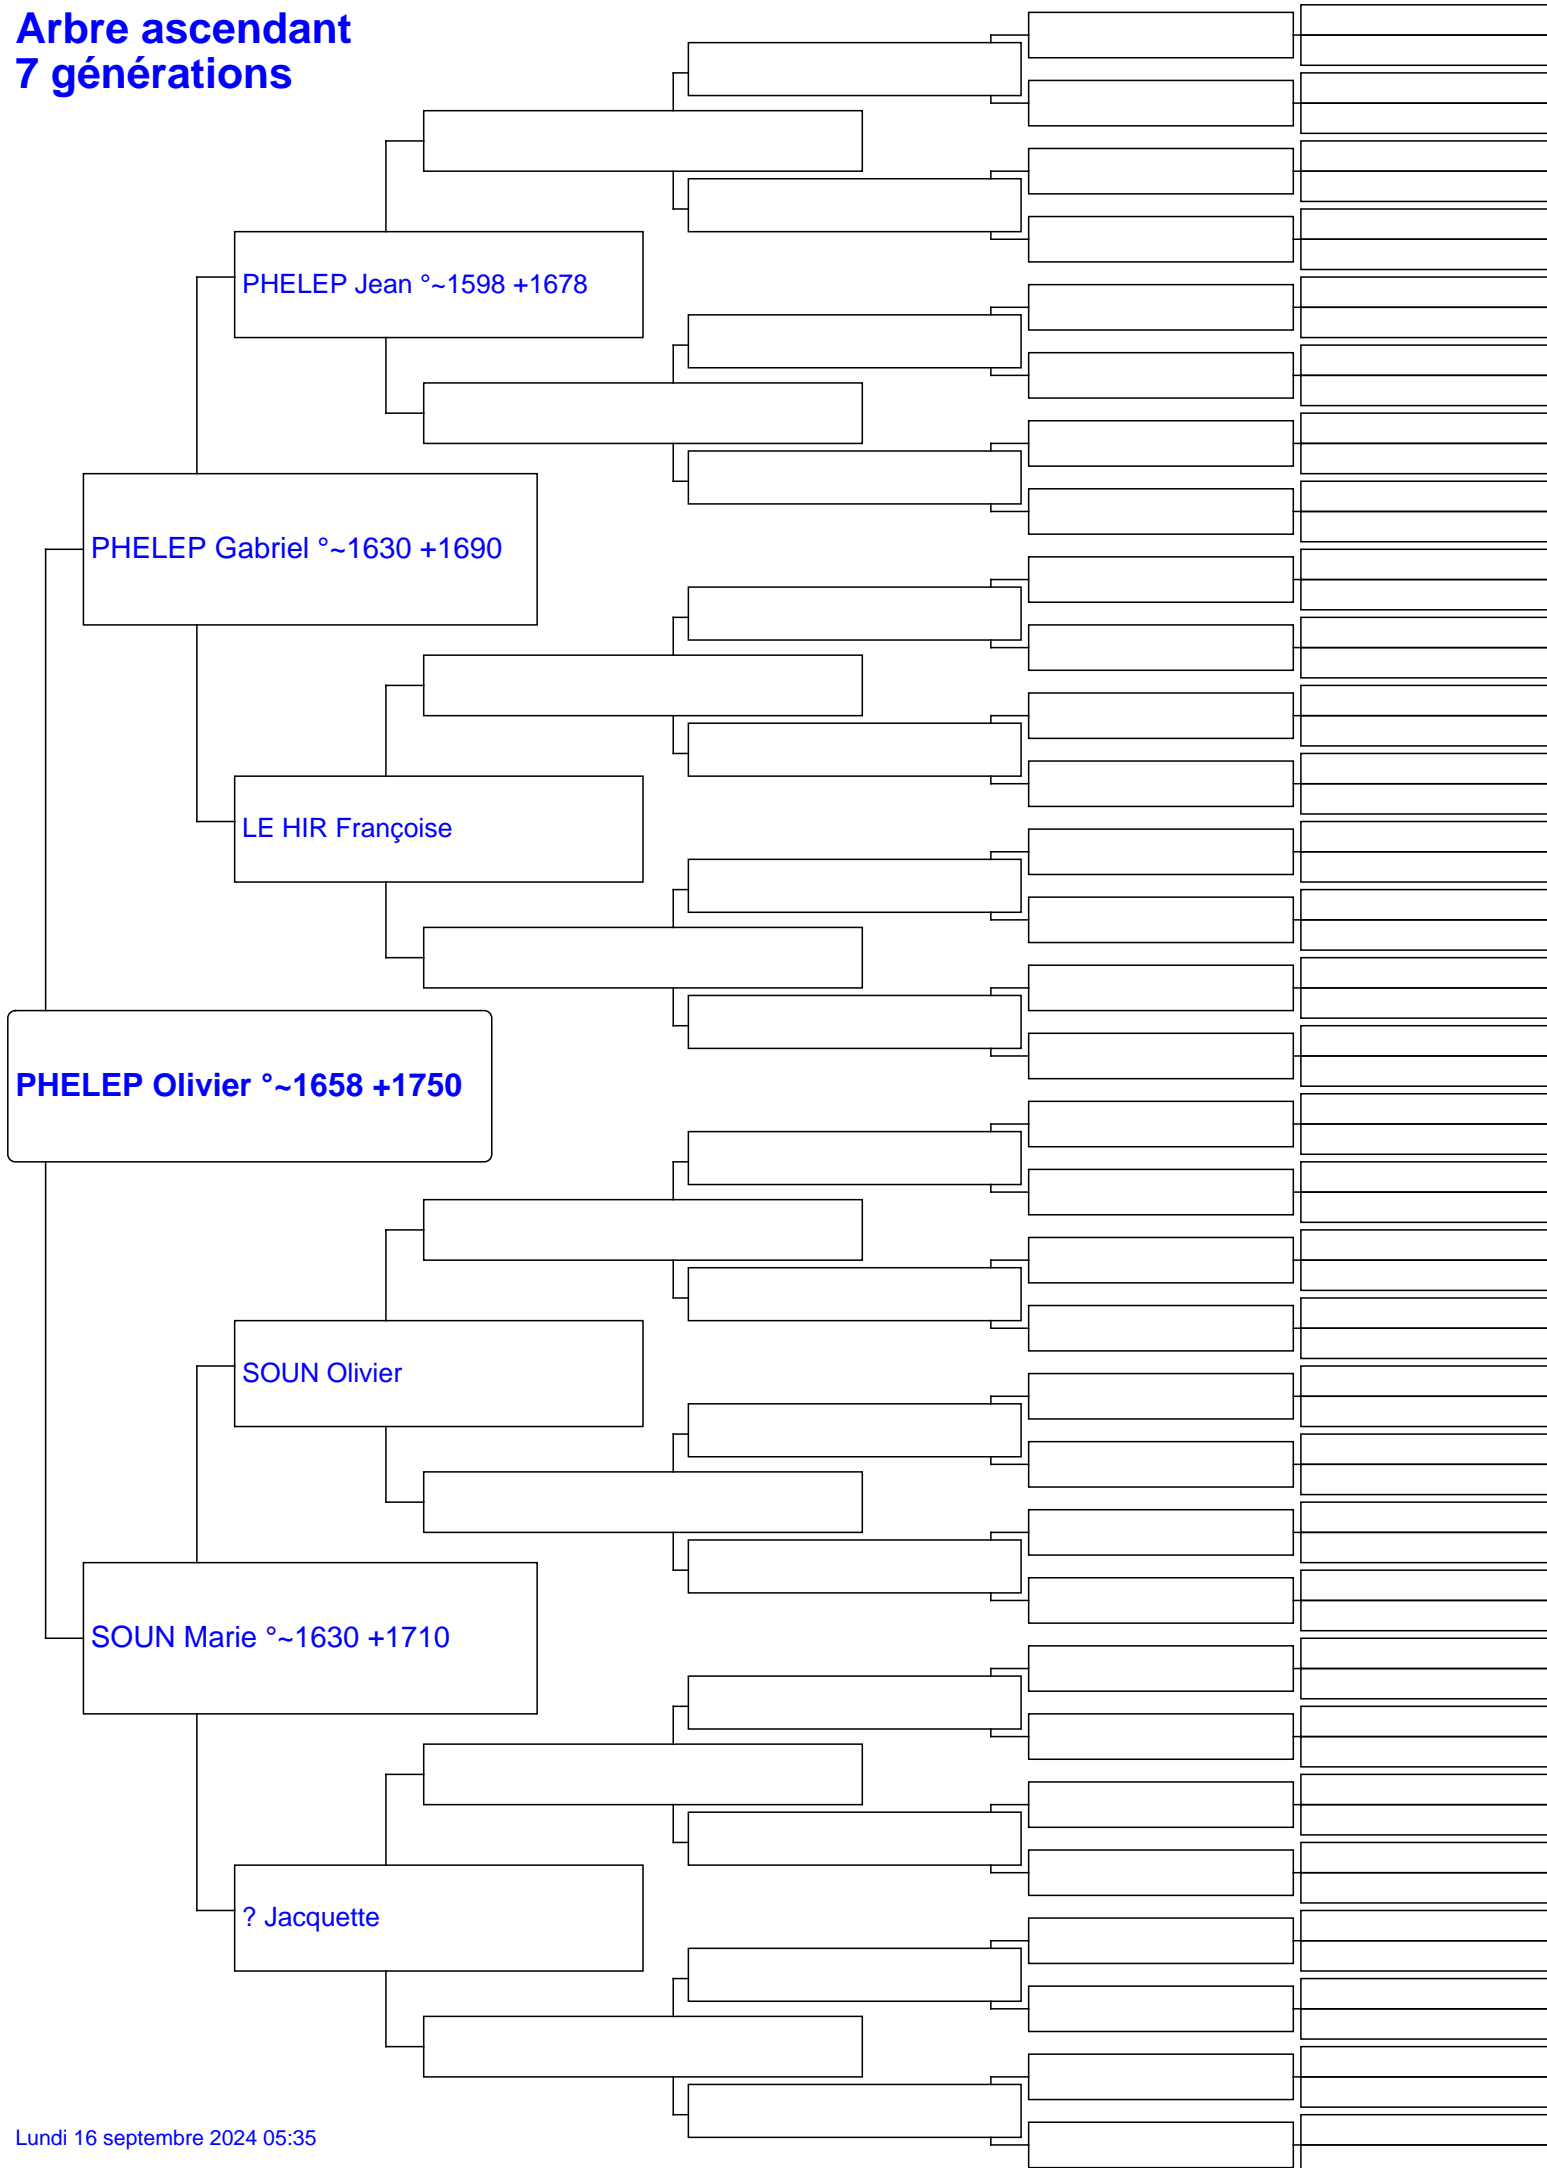 Arbre ascendant
7 générations
PHELEP Jean °~1598 +1678
PHELEP Gabriel °~1630 +1690
LE HIR Françoise
PHELEP Olivier °~1658 +1750
SOUN Olivier
SOUN Marie °~1630 +1710
? Jacquette
Lundi 16 septembre 2024 05:35